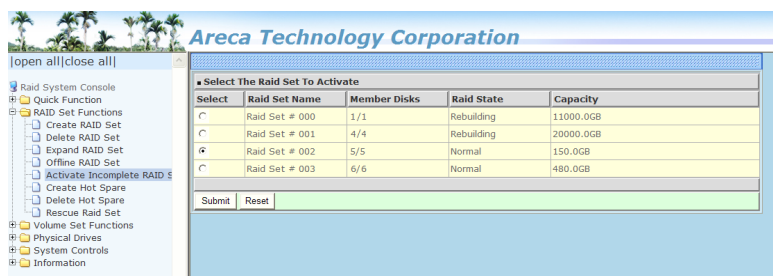 Areca Technology Corporation
|open all|close all|
Raid System Console
Quick Function
RAID Set Functions
Create RAID Set
Delete RAID Set
Expand RAID Set
Offline RAID Set
Activate Incomplete RAID S
Create Hot Spare
Delete Hot Spare
Rescue Raid Set
Volume Set Functions
Physical Drives
System Controls
Information
Select The Raid Set To Activate
Select Raid Set Name Member Disks Raid State Capacity
Raid Set # 000 1/1 Rebuilding 11000.0GB
Raid Set # 001 4/4 Rebuilding 20000.0GB
Raid Set # 002 5/5 Normal 150.0GB
Raid Set # 003 6/6 Normal 480.0GB
Submit Reset